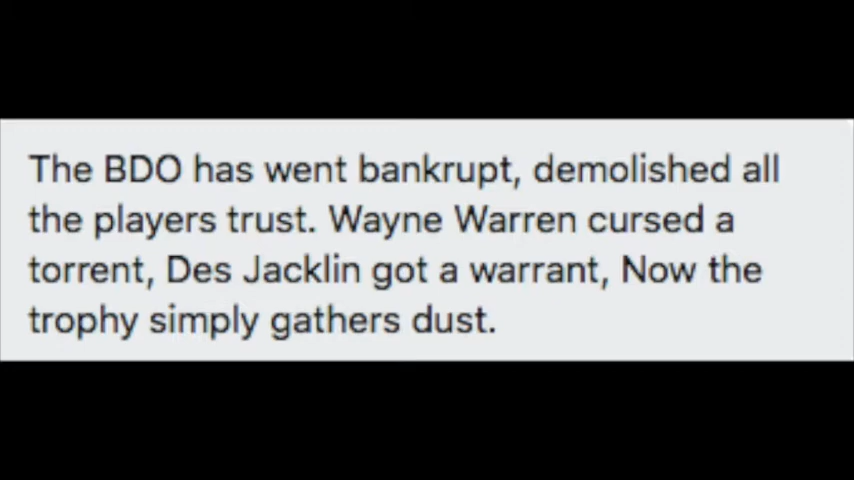 The BDO has went bankrupt, demolished all
the players trust. Wayne Warren cursed a
torrent, Des Jacklin got a warrant, Now the
trophy simply gathers dust.